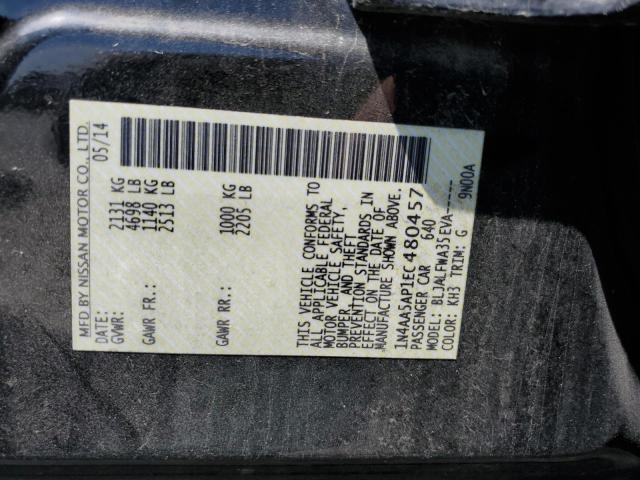 MFD BY NISSAN MOTOR CO., LTD.
DATE: 05/14
GVWR: 2131 KG
4698 LB
GAWR FR.: 1140 KG
2513 LB
GAWR RR.: 1000 KG
2205 LB
THIS VEHICLE CONFORMS TO
ALL APPLICABLE FEDERAL
MOTOR VEHICLE SAFETY,
BUMPER, AND THEFT
PREVENTION STANDARDS IN
EFFECT ON THE DATE OF
MANUFACTURE SHOWN ABOVE.
1N4AA5AP1EC480457
PASSENGER CAR 640
MODEL: BLJALFWA35EVA-----
COLOR: KH3 TRIM: G 9N00A